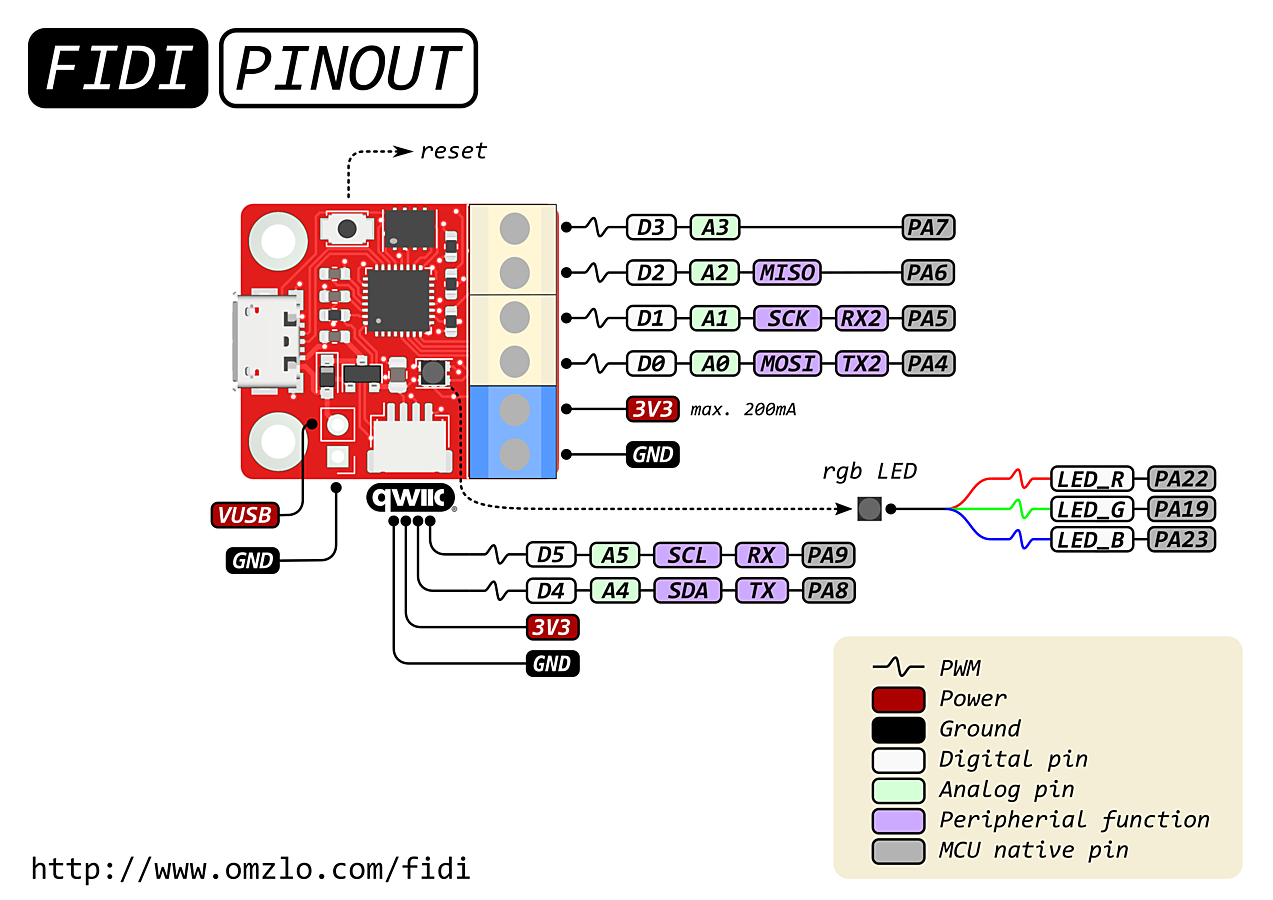 FIDI PINOUT
reset
D3 A3 PA7
D2 A2 MISO PA6
D1 A1 SCK RX2 PA5
D0 A0 MOSI TX2 PA4
3V3 max. 200mA
GND
rgb LED
LED_R PA22
LED_G PA19
LED_B PA23
qwiic®
VUSB
GND
D5 A5 SCL RX PA9
D4 A4 SDA TX PA8
3V3
GND
PWM
Power
Ground
Digital pin
Analog pin
Peripherial function
MCU native pin
http://www.omzlo.com/fidi